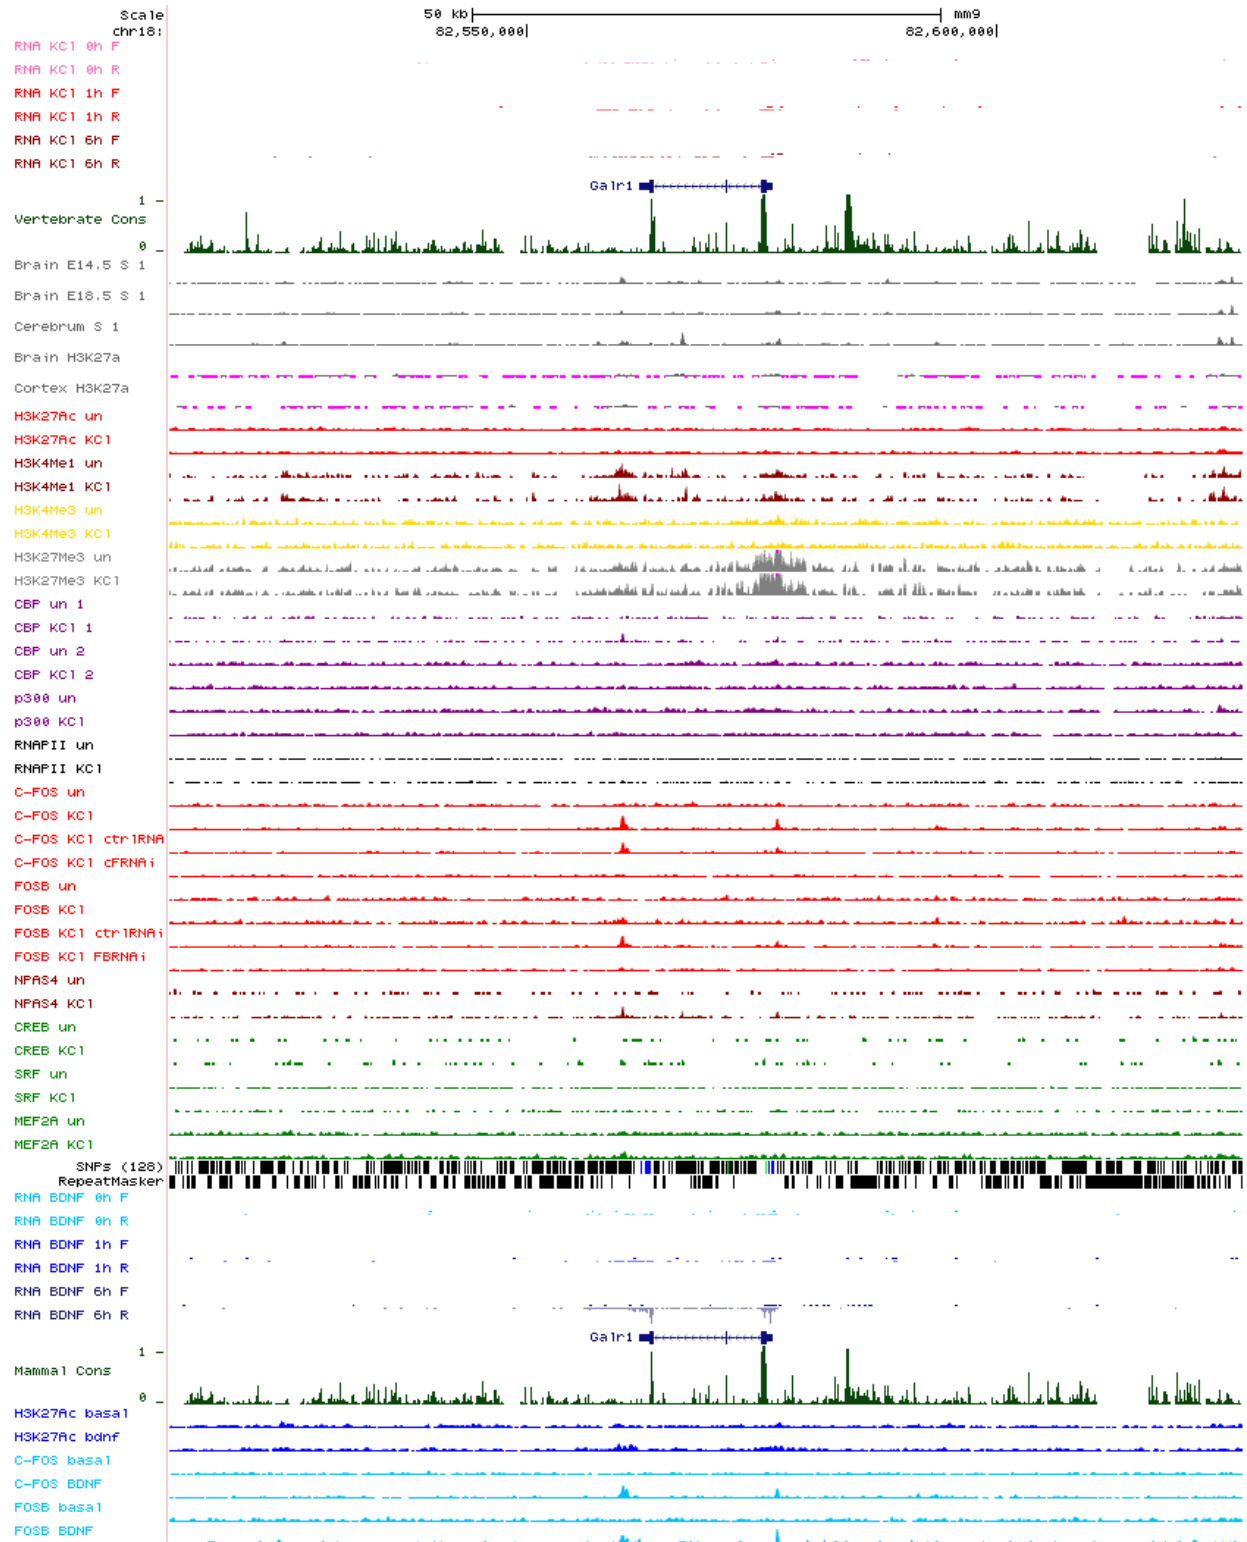 Scale 50 kb mm9
chr18: 82,550,000 82,600,000
RNA KCl 0h F
RNA KCl 0h R
RNA KCl 1h F
RNA KCl 1h R
RNA KCl 6h F
RNA KCl 6h R
Galr1
1 _
Vertebrate Cons
0 _
Brain E14.5 S 1
Brain E18.5 S 1
Cerebrum S 1
Brain H3K27a
Cortex H3K27a
H3K27Ac un
H3K27Ac KCl
H3K4Me1 un
H3K4Me1 KCl
H3K4Me3 un
H3K4Me3 KCl
H3K27Me3 un
H3K27Me3 KCl
CBP un 1
CBP KCl 1
CBP un 2
CBP KCl 2
p300 un
p300 KCl
RNAPII un
RNAPII KCl
C-FOS un
C-FOS KCl
C-FOS KCl ctrlRNA
C-FOS KCl cFRNAi
FOSB un
FOSB KCl
FOSB KCl ctrlRNAi
FOSB KCl FBRNAi
NPAS4 un
NPAS4 KCl
CREB un
CREB KCl
SRF un
SRF KCl
MEF2A un
MEF2A KCl
SNPs (128)
RepeatMasker
RNA BDNF 0h F
RNA BDNF 0h R
RNA BDNF 1h F
RNA BDNF 1h R
RNA BDNF 6h F
RNA BDNF 6h R
Galr1
1 _
Mammal Cons
0 _
H3K27Ac basal
H3K27Ac bdnf
C-FOS basal
C-FOS BDNF
FOSB basal
FOSB BDNF